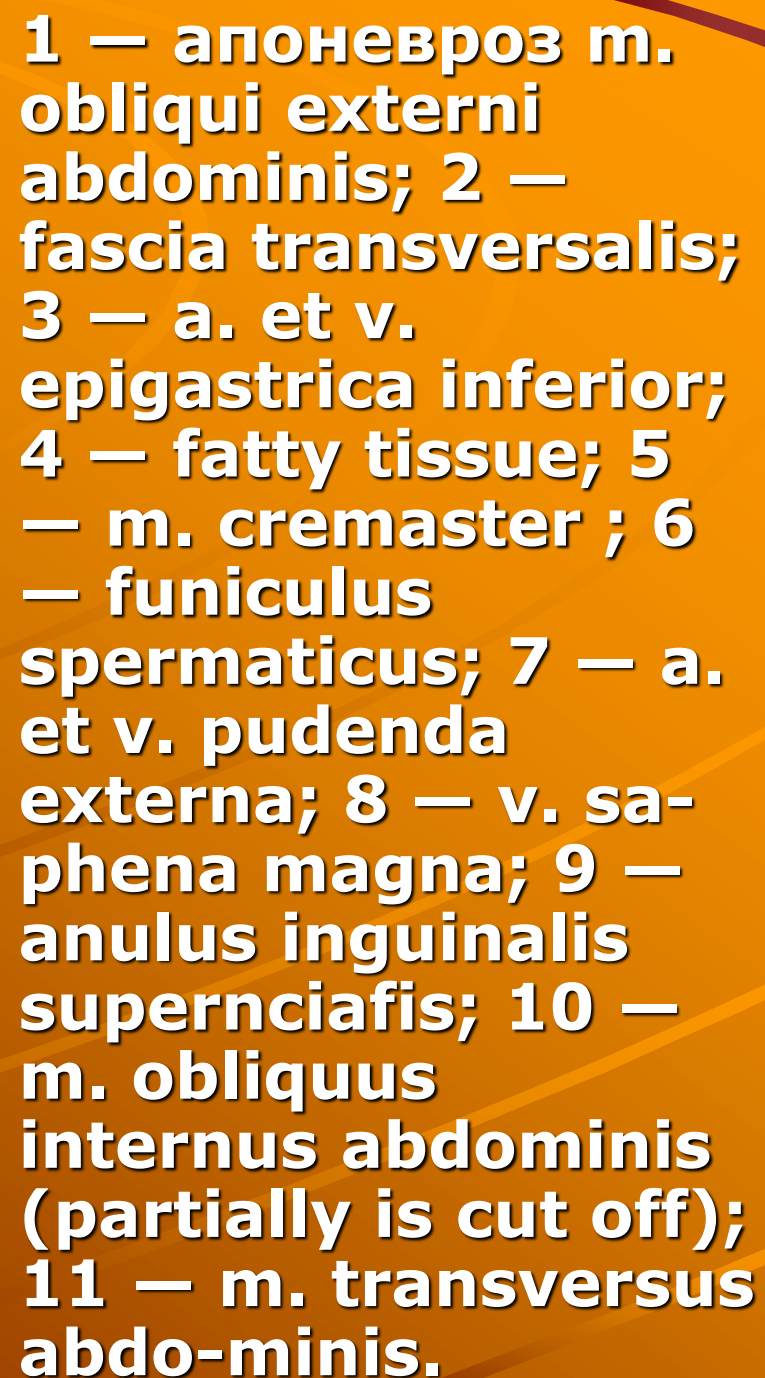 1 — апоневроз m.
obliqui externi
abdominis; 2 —
fascia transversalis;
3 — a. et v.
epigastrica inferior;
4 — fatty tissue; 5
— m. cremaster ; 6
— funiculus
spermaticus; 7 — a.
et v. pudenda
externa; 8 — v. sa-
phena magna; 9 —
anulus inguinalis
supernciafis; 10 —
m. obliquus
internus abdominis
(partially is cut off);
11 — m. transversus
abdo-minis.